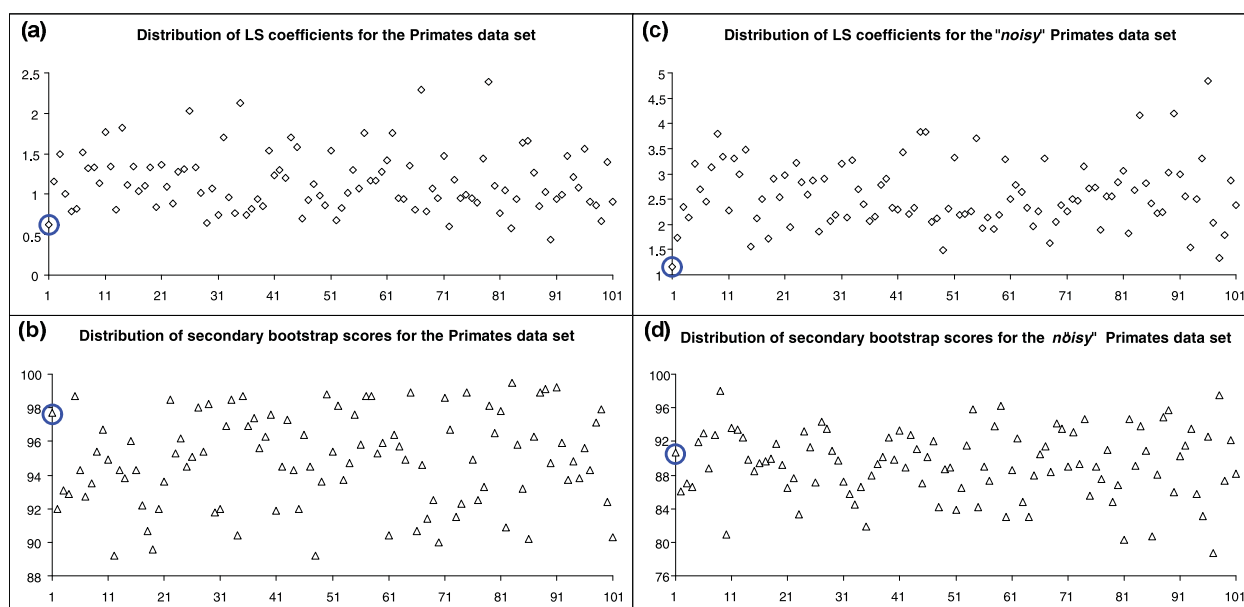 (a)
Distribution of LS coefficients for the Primates data set
2.5
2
1.5
1
0.5
0
1 11 21 31 41 51 61 71 81 91 101
(c)
Distribution of LS coefficients for the "noisy" Primates data set
5
4.5
4
3.5
3
2.5
2
1.5
1
1 11 21 31 41 51 61 71 81 91 101
(b)
Distribution of secondary bootstrap scores for the Primates data set
100
98
96
94
92
90
88
1 11 21 31 41 51 61 71 81 91 101
(d)
Distribution of secondary bootstrap scores for the nöisy" Primates data set
100
96
92
88
84
80
76
1 11 21 31 41 51 61 71 81 91 101